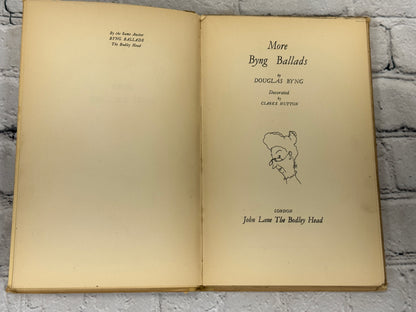 By the Same Author
BYNG BALLADS
The Bodley Head
More
Byng Ballads
by
DOUGLAS BYNG
Decorated
by
CLARKE HUTTON
LONDON
John Lane The Bodley Head